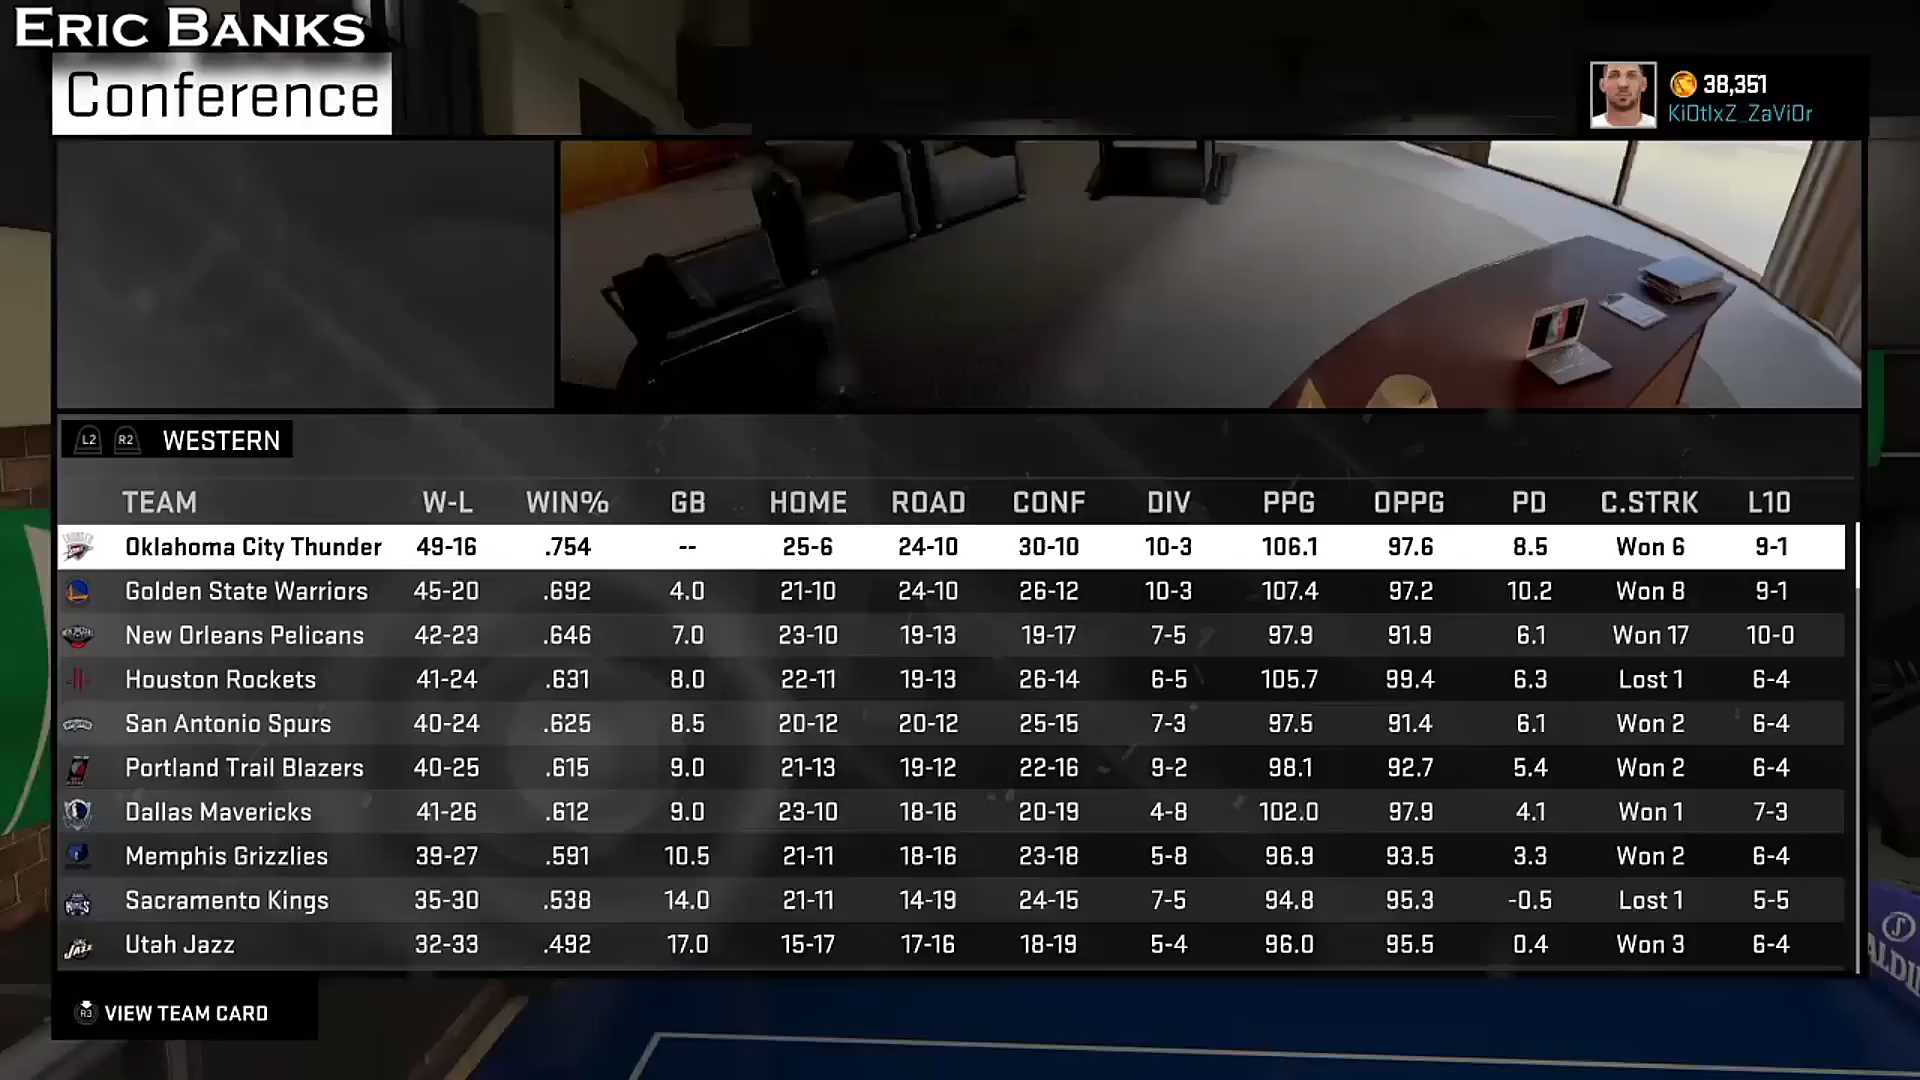 ERIC BANKS
Conference
38,351
KiOtIxZ_ZaViOr
L2 R2 WESTERN
TEAM W-L WIN% GB HOME ROAD CONF DIV PPG OPPG PD C.STRK L10
Oklahoma City Thunder 49-16 .754 -- 25-6 24-10 30-10 10-3 106.1 97.6 8.5 Won 6 9-1
Golden State Warriors 45-20 .692 4.0 21-10 24-10 26-12 10-3 107.4 97.2 10.2 Won 8 9-1
New Orleans Pelicans 42-23 .646 7.0 23-10 19-13 19-17 7-5 97.9 91.9 6.1 Won 17 10-0
Houston Rockets 41-24 .631 8.0 22-11 19-13 26-14 6-5 105.7 99.4 6.3 Lost 1 6-4
San Antonio Spurs 40-24 .625 8.5 20-12 20-12 25-15 7-3 97.5 91.4 6.1 Won 2 6-4
Portland Trail Blazers 40-25 .615 9.0 21-13 19-12 22-16 9-2 98.1 92.7 5.4 Won 2 6-4
Dallas Mavericks 41-26 .612 9.0 23-10 18-16 20-19 4-8 102.0 97.9 4.1 Won 1 7-3
Memphis Grizzlies 39-27 .591 10.5 21-11 18-16 23-18 5-8 96.9 93.5 3.3 Won 2 6-4
Sacramento Kings 35-30 .538 14.0 21-11 14-19 24-15 7-5 94.8 95.3 -0.5 Lost 1 5-5
Utah Jazz 32-33 .492 17.0 15-17 17-16 18-19 5-4 96.0 95.5 0.4 Won 3 6-4
R3 VIEW TEAM CARD